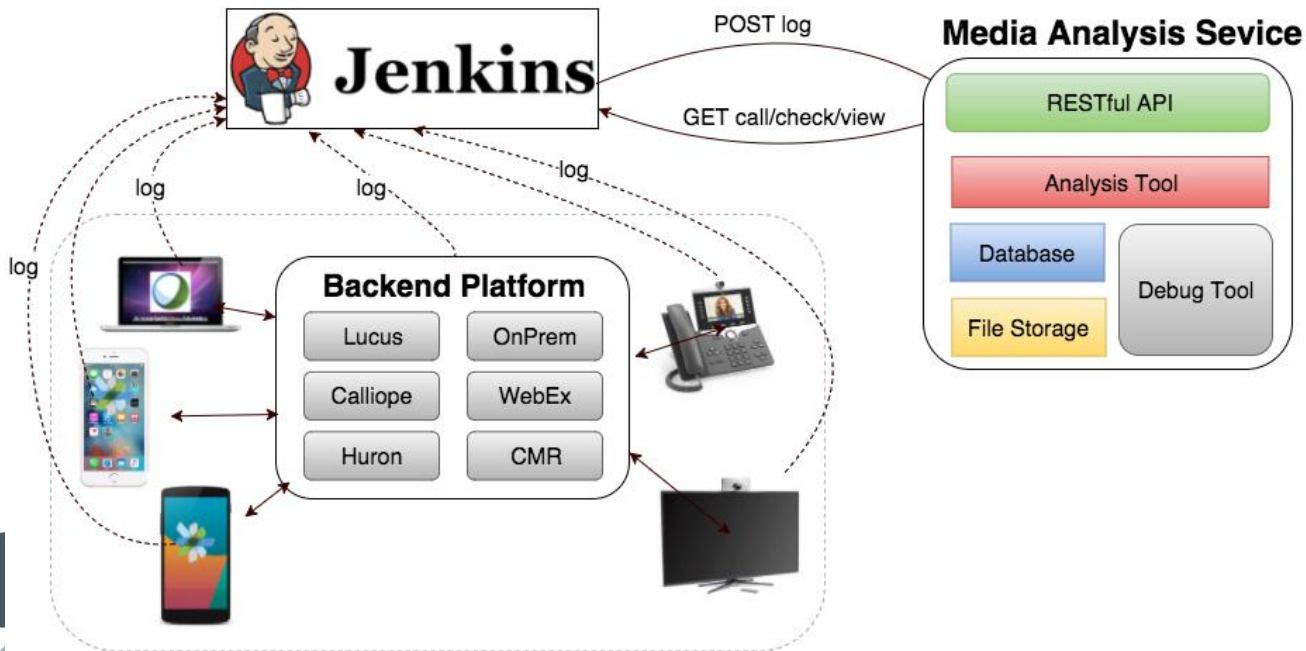 Jenkins
POST log
GET call/check/view
Media Analysis Sevice
RESTful API
Analysis Tool
Database
File Storage
Debug Tool
log
log
log
log
Backend Platform
Lucus
OnPrem
Calliope
WebEx
Huron
CMR